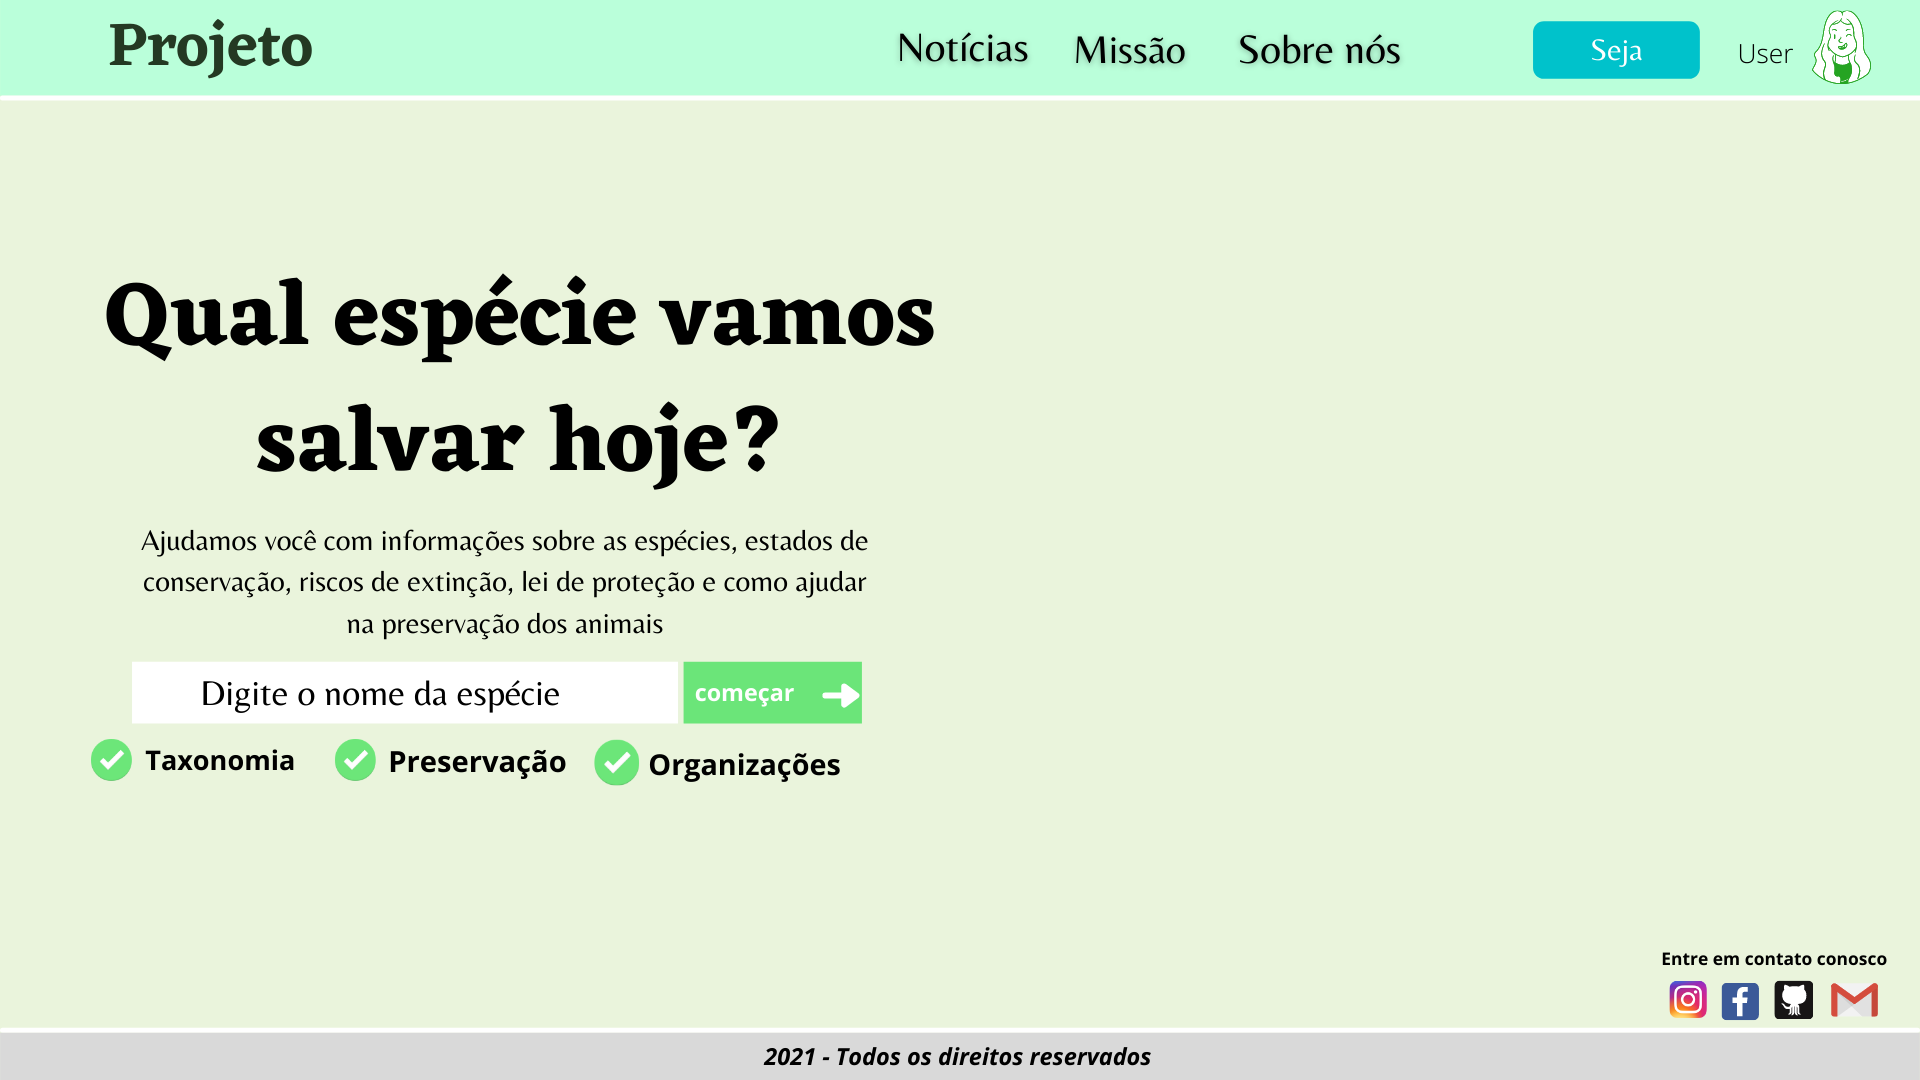 Projeto
Notícias
Missão
Sobre nós
Seja
User
Qual espécie vamos
salvar hoje?
Ajudamos você com informações sobre as espécies, estados de
conservação, riscos de extinção, lei de proteção e como ajudar
na preservação dos animais
Digite o nome da espécie
começar
Taxonomia
Preservação
Organizações
Entre em contato conosco
2021 - Todos os direitos reservados